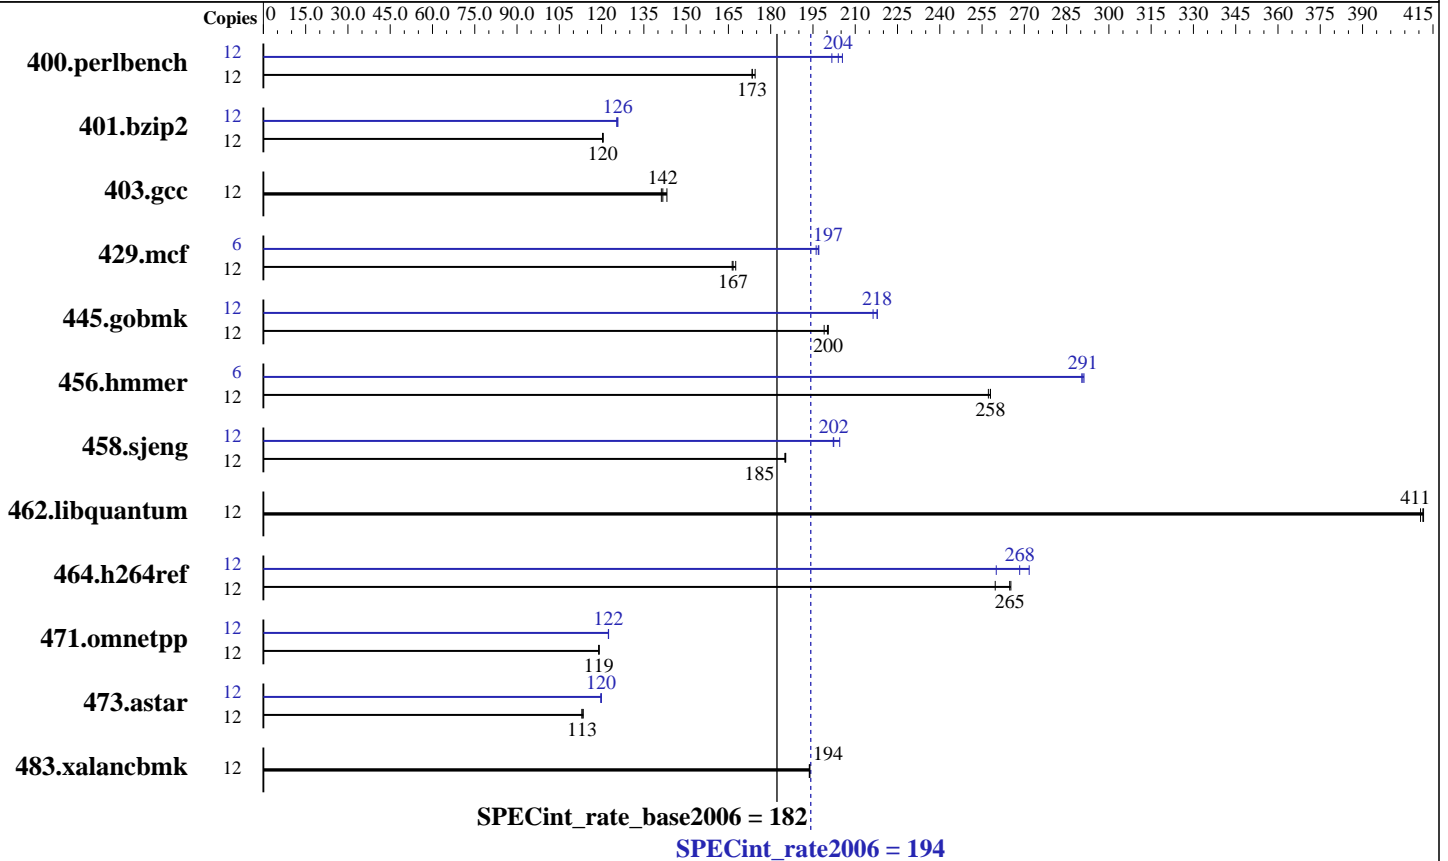 Copies 0 15.0 30.0 45.0 60.0 75.0 90.0 105 120 135 150 165 180 195 210 225 240 255 270 285 300 315 330 345 360 375 390 415
400.perlbench 12 204
12 173
401.bzip2 12 126
12 120
403.gcc 12 142
429.mcf 6 197
12 167
445.gobmk 12 218
12 200
456.hmmer 6 291
12 258
458.sjeng 12 202
12 185
462.libquantum 12 411
464.h264ref 12 268
12 265
471.omnetpp 12 122
12 119
473.astar 12 120
12 113
483.xalancbmk 12 194
SPECint_rate_base2006 = 182
SPECint_rate2006 = 194